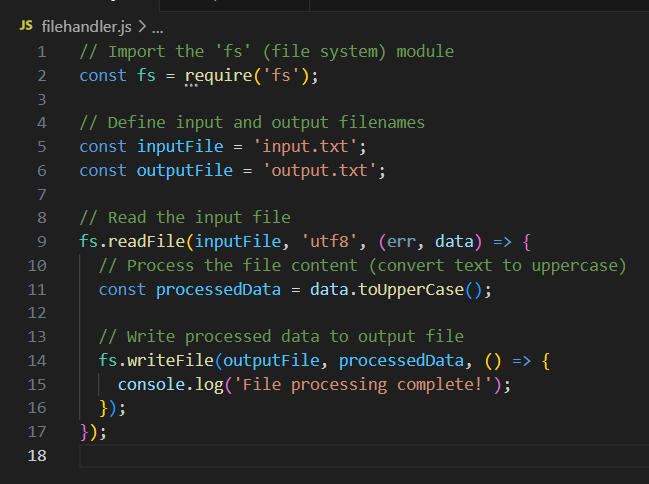 JS filehandler.js > ...
1 // Import the 'fs' (file system) module
2 const fs = require('fs');
3
4 // Define input and output filenames
5 const inputFile = 'input.txt';
6 const outputFile = 'output.txt';
7
8 // Read the input file
9 fs.readFile(inputFile, 'utf8', (err, data) => {
10   // Process the file content (convert text to uppercase)
11   const processedData = data.toUpperCase();
12
13   // Write processed data to output file
14   fs.writeFile(outputFile, processedData, () => {
15     console.log('File processing complete!');
16   });
17 });
18